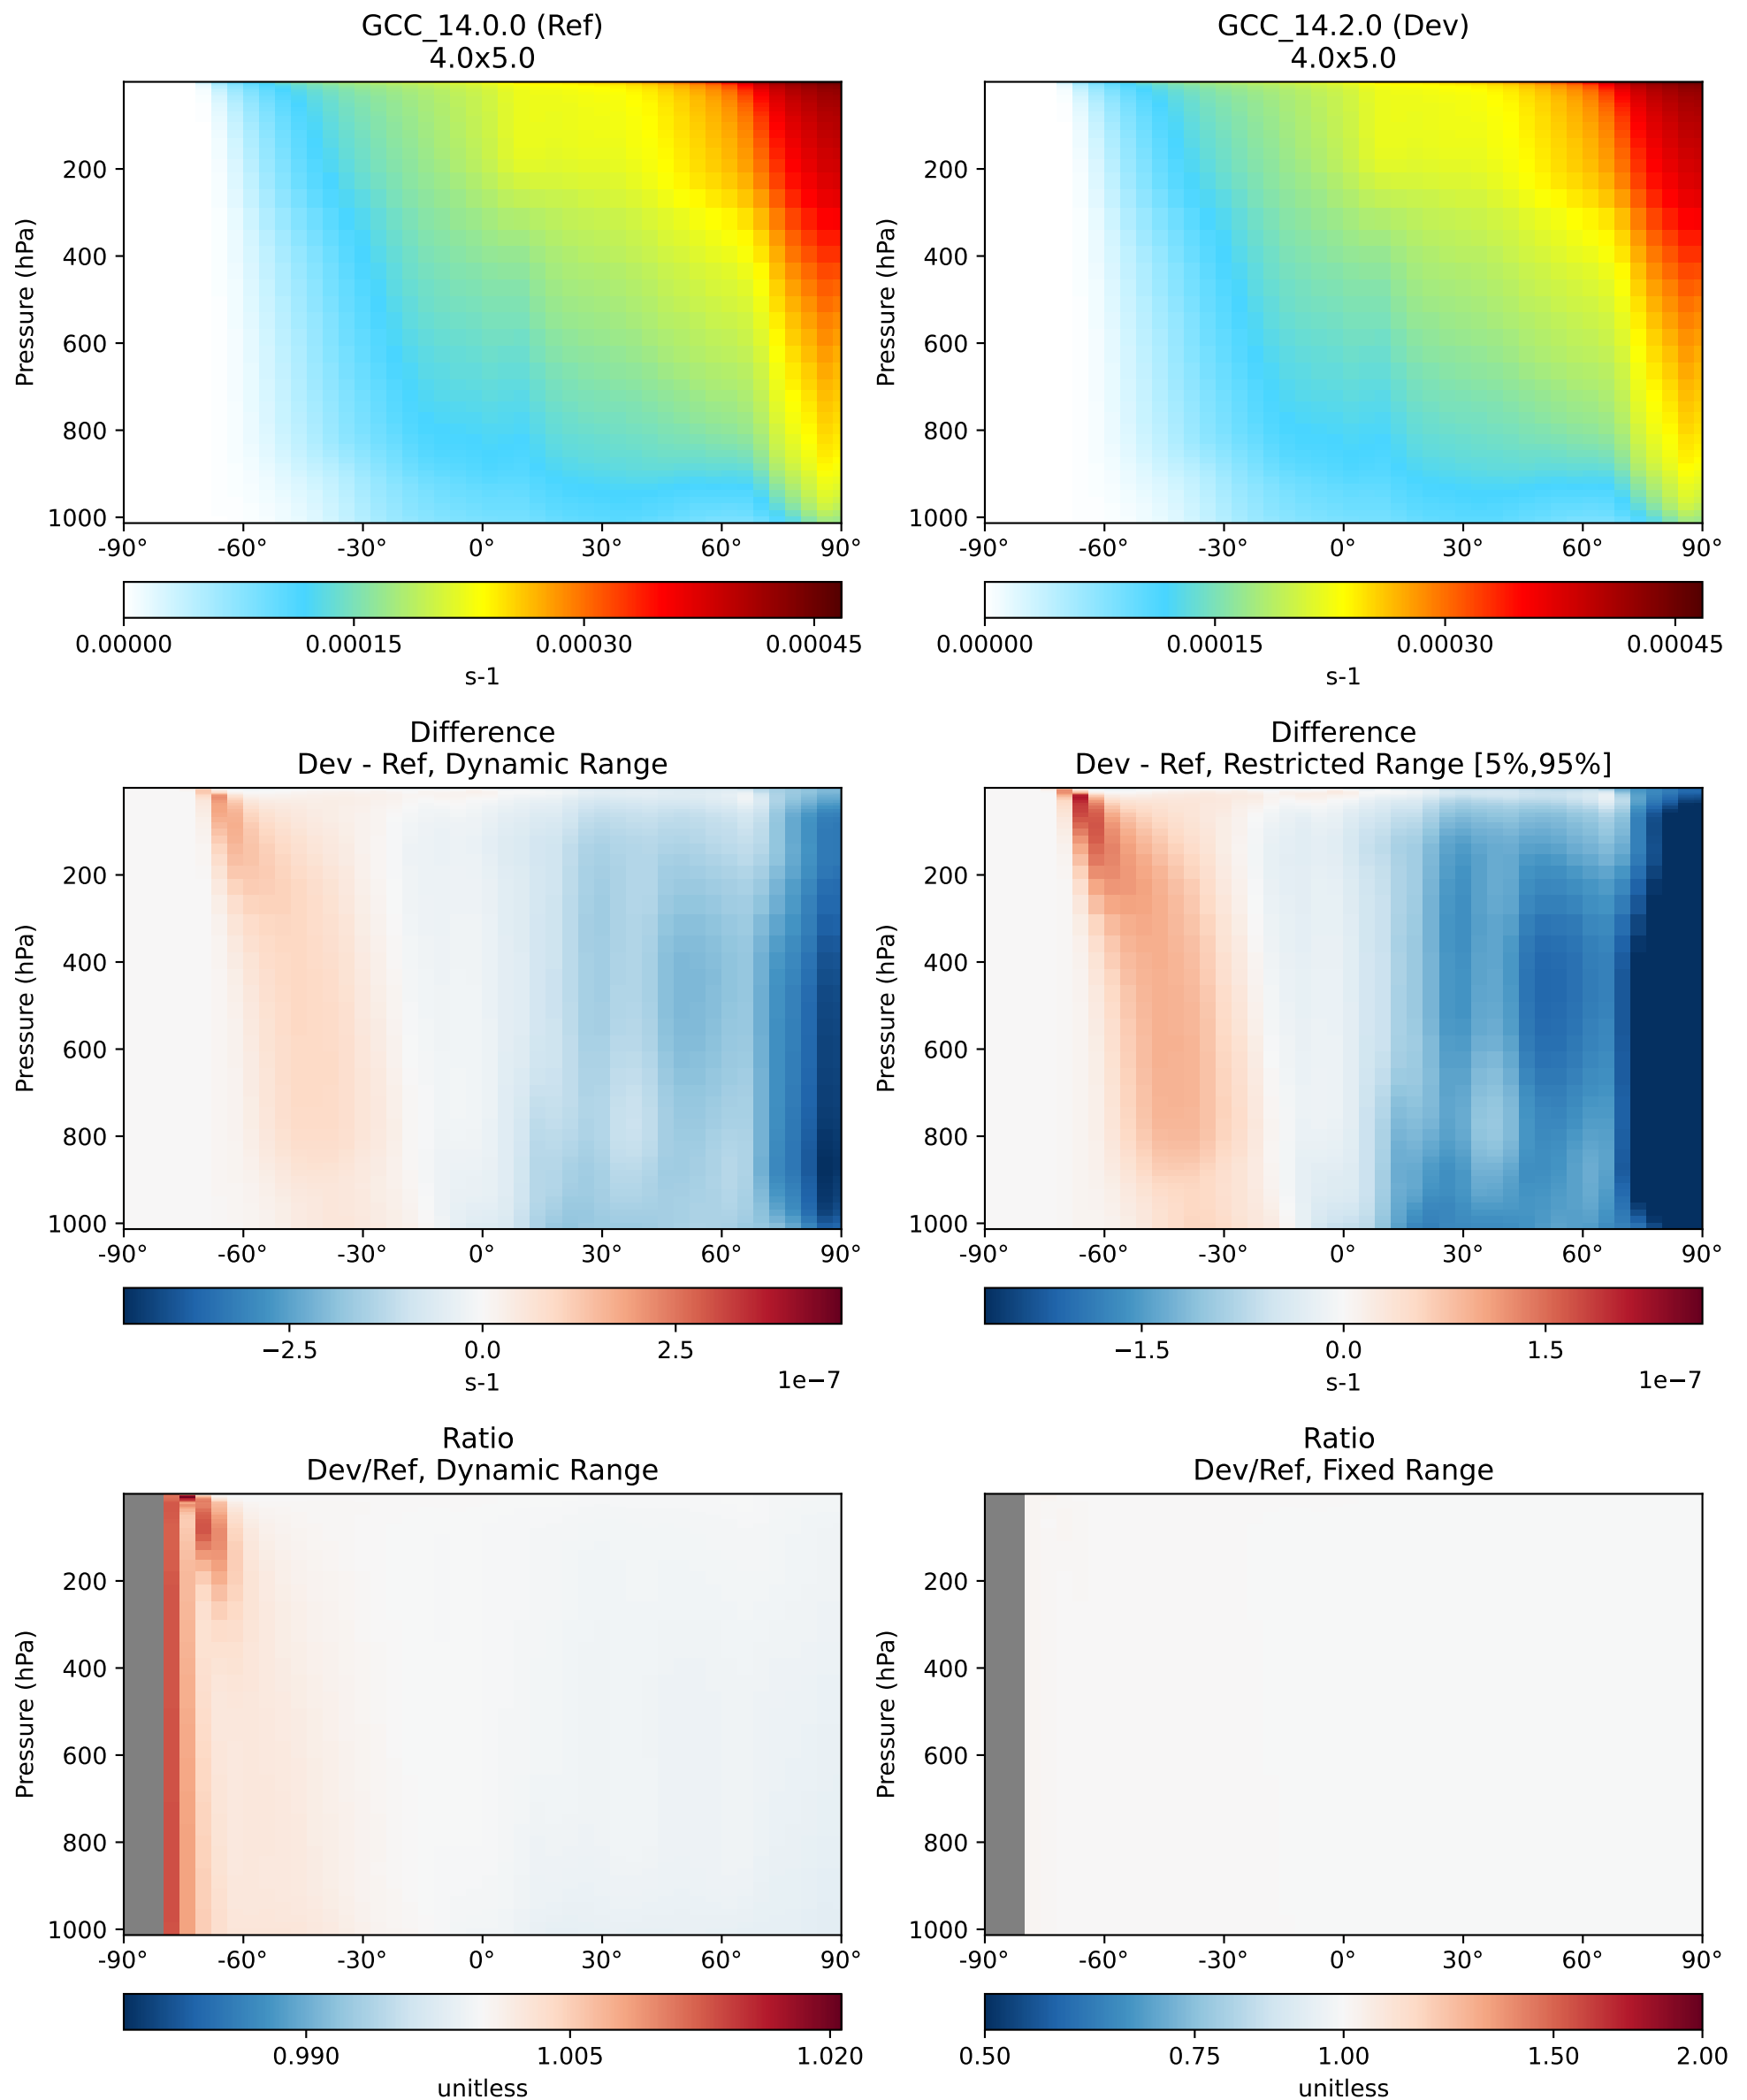 GCC_14.0.0 (Ref)
4.0x5.0
GCC_14.2.0 (Dev)
4.0x5.0
Pressure (hPa)
200
400
600
800
1000
-90° -60° -30° 0° 30° 60° 90°
0.00000 0.00015 0.00030 0.00045
s-1
Pressure (hPa)
200
400
600
800
1000
-90° -60° -30° 0° 30° 60° 90°
0.00000 0.00015 0.00030 0.00045
s-1
Difference
Dev - Ref, Dynamic Range
Pressure (hPa)
200
400
600
800
1000
-90° -60° -30° 0° 30° 60° 90°
−2.5 0.0 2.5
s-1
1e−7
Difference
Dev - Ref, Restricted Range [5%,95%]
Pressure (hPa)
200
400
600
800
1000
-90° -60° -30° 0° 30° 60° 90°
−1.5 0.0 1.5
s-1
1e−7
Ratio
Dev/Ref, Dynamic Range
Pressure (hPa)
200
400
600
800
1000
-90° -60° -30° 0° 30° 60° 90°
0.990 1.005 1.020
unitless
Ratio
Dev/Ref, Fixed Range
Pressure (hPa)
200
400
600
800
1000
-90° -60° -30° 0° 30° 60° 90°
0.50 0.75 1.00 1.50 2.00
unitless